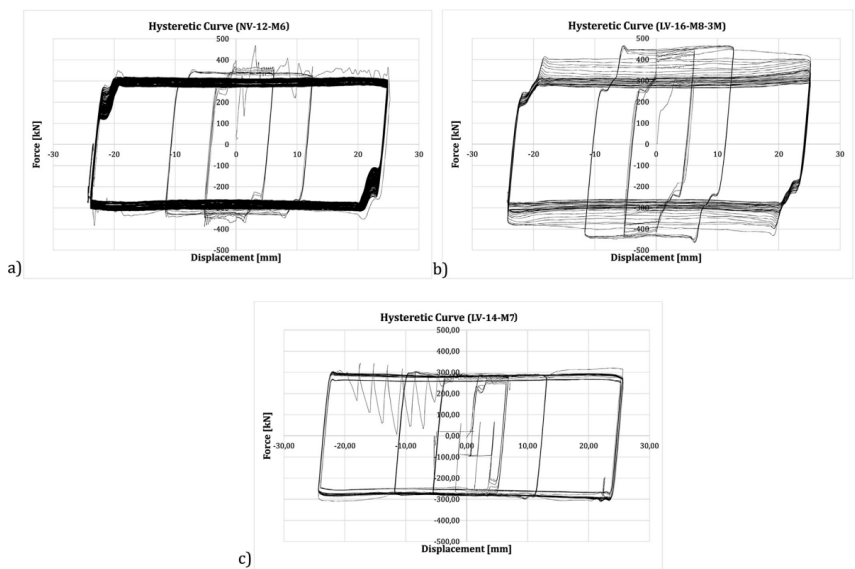 Hysteretic Curve (NV-12-M6)
500
400
300
200
100
0
-30 -20 -10 0 10 20 30
-100
-200
-300
-400
-500
Force [kN]
Displacement [mm]
a)
Hysteretic Curve (LV-16-M8-3M)
500
400
300
200
100
0
-30 -20 -10 0 10 20 30
-100
-200
-300
-400
-500
Force [kN]
Displacement [mm]
b)
Hysteretic Curve (LV-14-M7)
500,00
400,00
300,00
200,00
100,00
0,00
-30,00 -20,00 -10,00 0,00 10,00 20,00 30,00
-100,00
-200,00
-300,00
-400,00
-500,00
Force [kN]
Displacement [mm]
c)